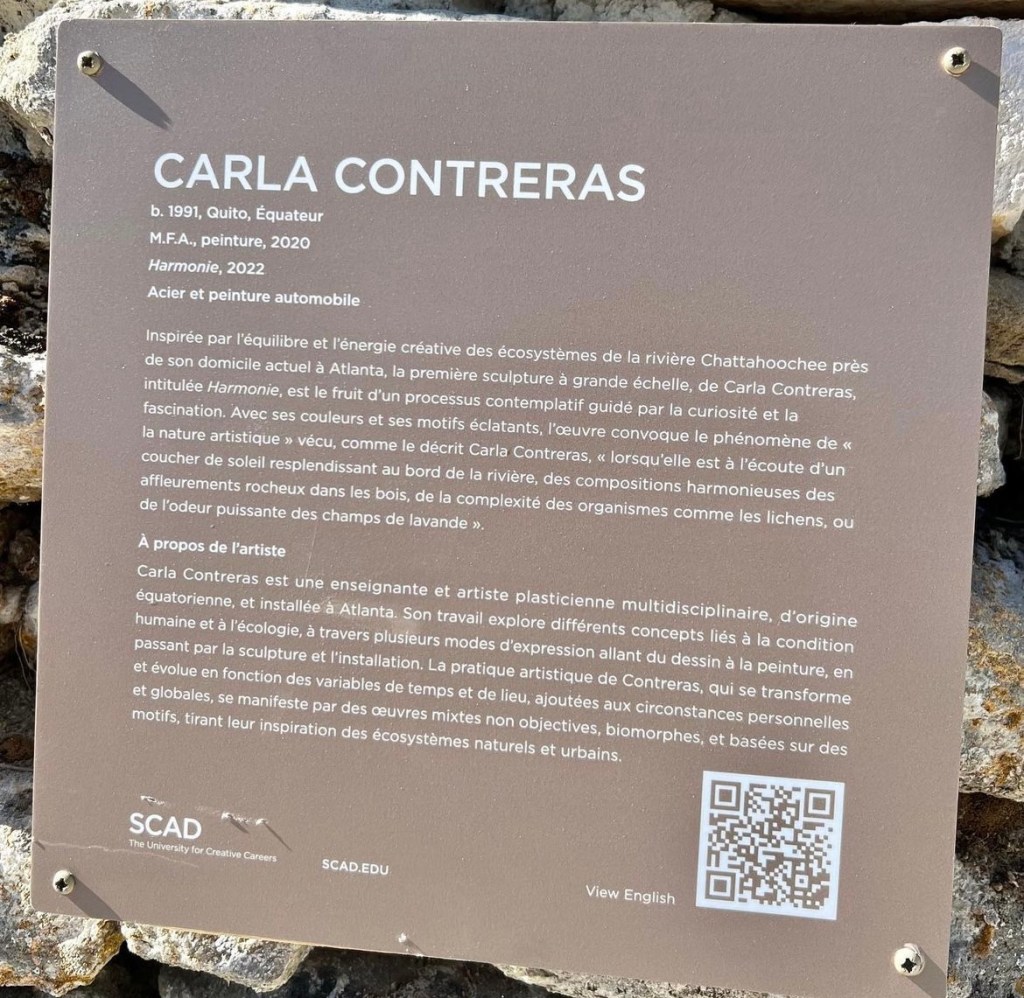 CARLA CONTRERAS
b. 1991, Quito, Équateur
M.F.A., peinture, 2020
Harmonie, 2022
Acier et peinture automobile
Inspirée par l'équilibre et l'énergie créative des écosystèmes de la rivière Chattahoochee près
de son domicile actuel à Atlanta, la première sculpture à grande échelle, de Carla Contreras,
intitulée Harmonie, est le fruit d'un processus contemplatif guidé par la curiosité et la
fascination. Avec ses couleurs et ses motifs éclatants, l'œuvre convoque le phénomène de «
la nature artistique » vécu, comme le décrit Carla Contreras, « lorsqu'elle est à l'écoute d'un
coucher de soleil resplendissant au bord de la rivière, des compositions harmonieuses des
affleurements rocheux dans les bois, de la complexité des organismes comme les lichens, ou
de l'odeur puissante des champs de lavande ».
À propos de l'artiste
Carla Contreras est une enseignante et artiste plasticienne multidisciplinaire, d'origine
équatorienne, et installée à Atlanta. Son travail explore différents concepts liés à la condition
humaine et à l'écologie, à travers plusieurs modes d'expression allant du dessin à la peinture, en
passant par la sculpture et l'installation. La pratique artistique de Contreras, qui se transforme
et évolue en fonction des variables de temps et de lieu, ajoutées aux circonstances personnelles
et globales, se manifeste par des œuvres mixtes non objectives, biomorphes, et basées sur des
motifs, tirant leur inspiration des écosystèmes naturels et urbains.
SCAD
The University for Creative Careers
SCAD.EDU
View English